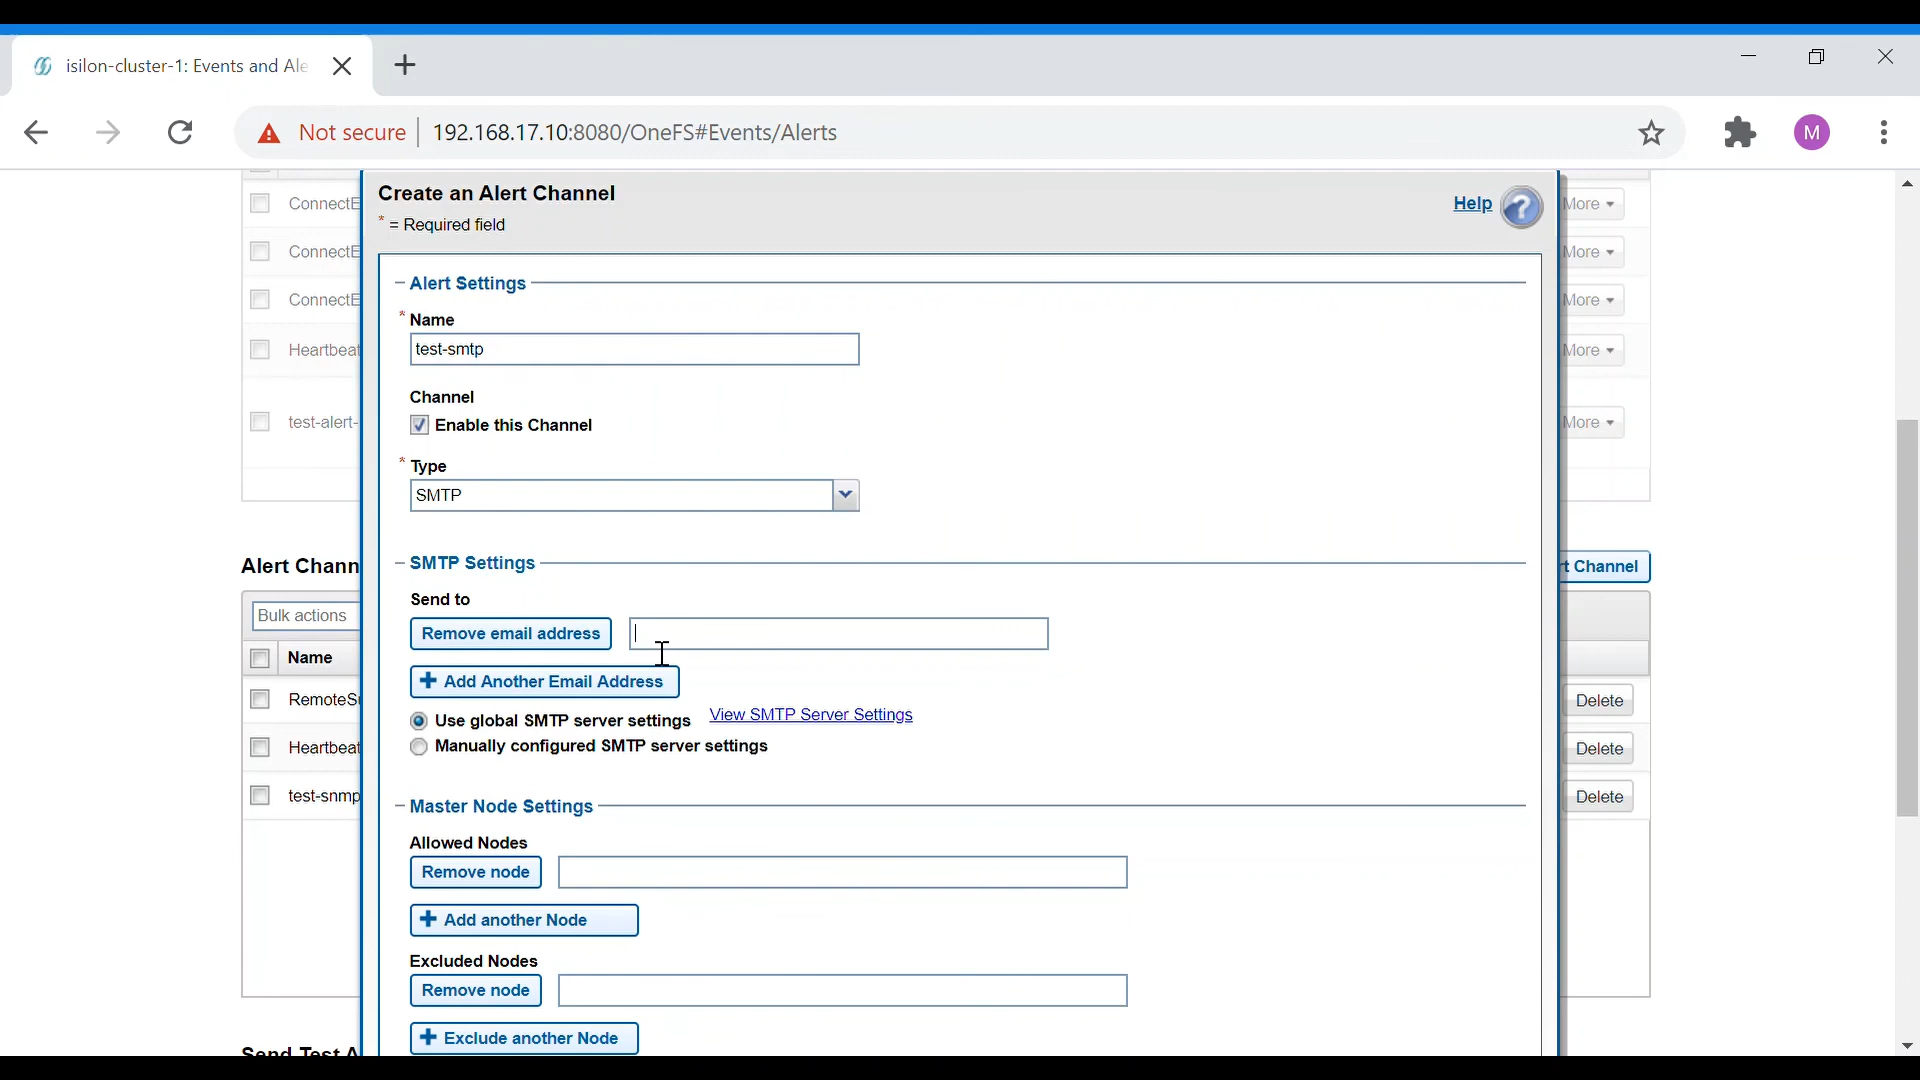 isilon-cluster-1: Events and Ale
Not secure 192.168.17.10:8080/OneFS#Events/Alerts
M
Create an Alert Channel
* = Required field
Help
?
ConnectE
More
ConnectE
More
ConnectE
More
Heartbeat
More
test-alert-
More
Alert Settings
* Name
test-smtp
Channel
Enable this Channel
* Type
SMTP
SMTP Settings
Send to
Remove email address
Add Another Email Address
Use global SMTP server settings View SMTP Server Settings
Manually configured SMTP server settings
Master Node Settings
Allowed Nodes
Remove node
Add another Node
Excluded Nodes
Remove node
Exclude another Node
Alert Chann
t Channel
Bulk actions
Name
RemoteSu
Delete
Heartbeat
Delete
test-snmp
Delete
Send Test A